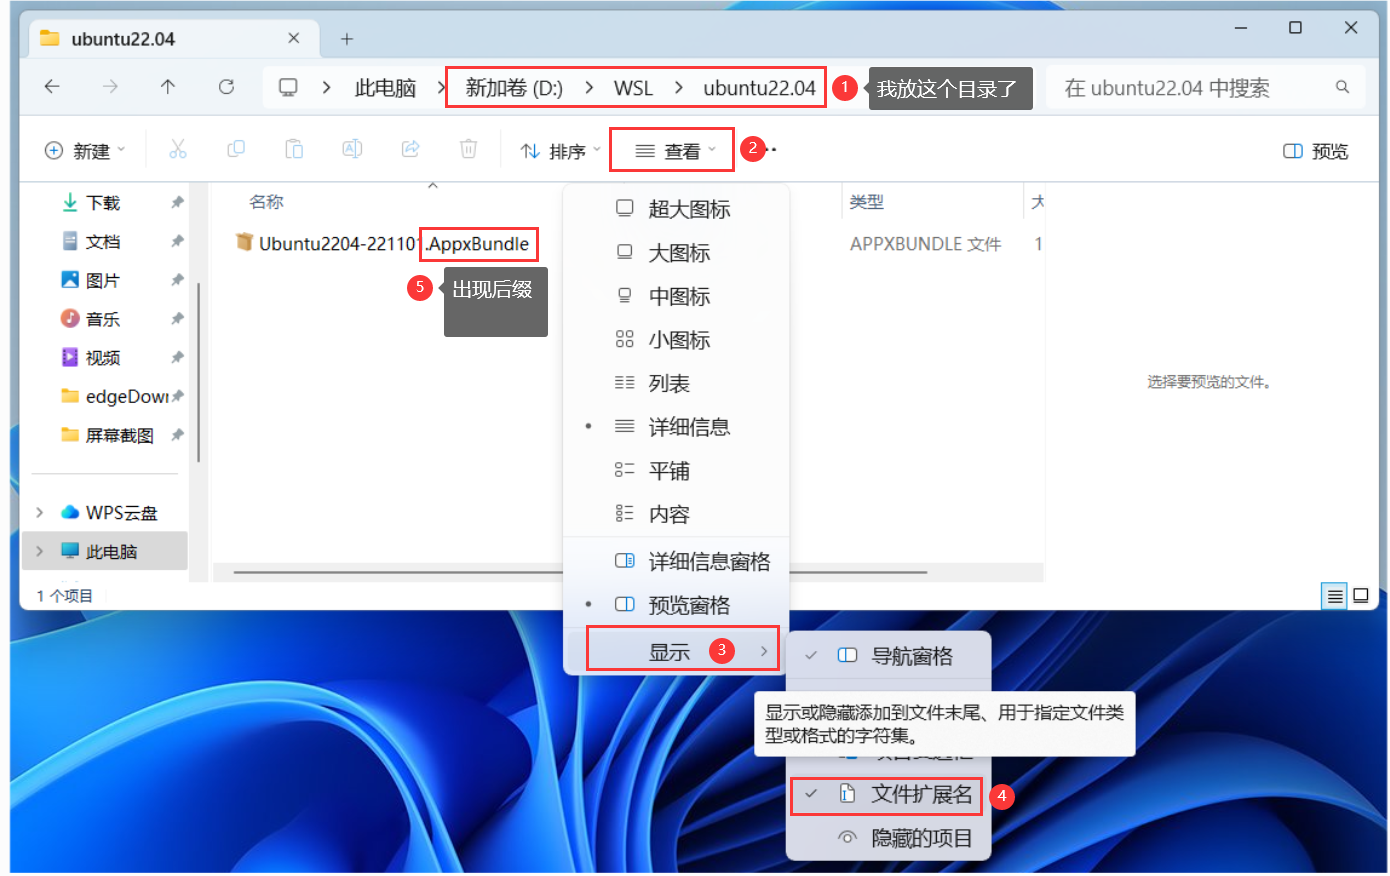 ubuntu22.04
此电脑 新加卷 (D:) WSL ubuntu22.04
1 我放这个目录了
在 ubuntu22.04 中搜索
新建
排序
查看
2
预览
下载
文档
图片
音乐
视频
edgeDow
屏幕截图
WPS云盘
此电脑
1 个项目
名称
类型
Ubuntu2204-221101.AppxBundle
APPXBUNDLE 文件
1
5 出现后缀
选择要预览的文件。
超大图标
大图标
中图标
小图标
列表
详细信息
平铺
内容
详细信息窗格
预览窗格
显示 3
导航窗格
显示或隐藏添加到文件末尾、用于指定文件类
型或格式的字符集。
文件扩展名 4
隐藏的项目